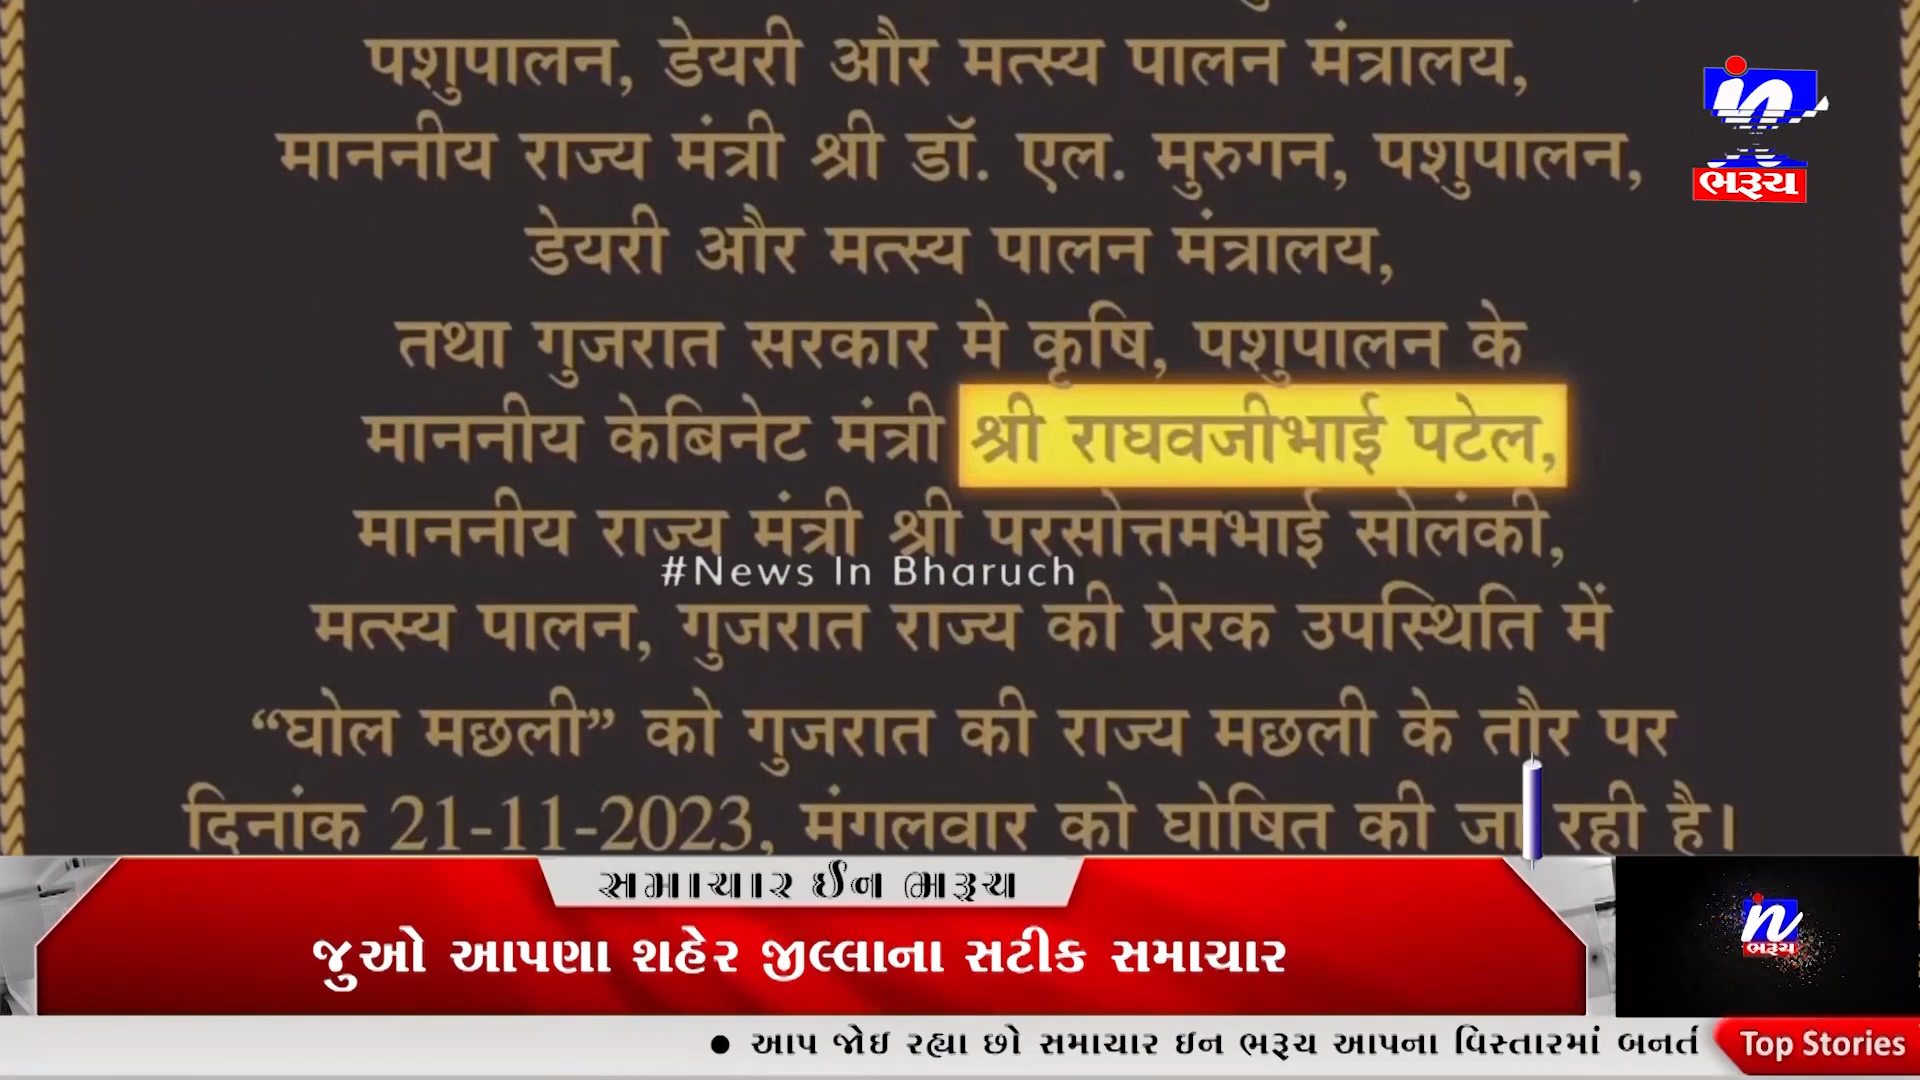 पशुपालन, डेयरी और मत्स्य पालन मंत्रालय,
माननीय राज्य मंत्री श्री डॉ. एल. मुरुगन, पशुपालन,
डेयरी और मत्स्य पालन मंत्रालय,
तथा गुजरात सरकार मे कृषि, पशुपालन के
माननीय केबिनेट मंत्री श्री राघवजीभाई पटेल,
माननीय राज्य मंत्री श्री परसोत्तमभाई सोलंकी,
#News In Bharuch
मत्स्य पालन, गुजरात राज्य की प्रेरक उपस्थिति में
“घोल मछली” को गुजरात की राज्य मछली के तौर पर
दिनांक 21-11-2023, मंगलवार को घोषित की जा रही है।
in
ભરૂચ
સમાચાર ઈન ભરૂચ
જુઓ આપણા શહેર જીલ્લાના સટીક સમાચાર
in
ભરૂચ
● આપ જોઇ રહ્યા છો સમાચાર ઇન ભરૂચ આપના વિસ્તારમાં
Top Stories